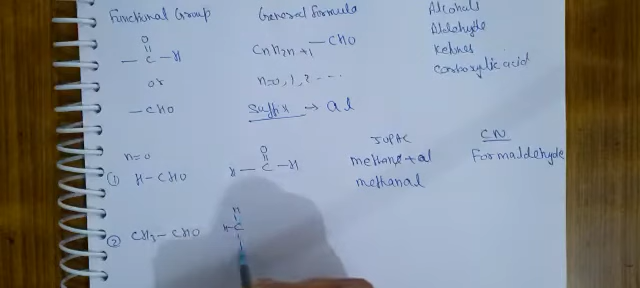 Functional Group
General formula
Alcohols
Aldehyde
Ketones
Carboxylic acid
O
— C — H
or
— CHO
CnH2n+1 — CHO
n=0, 1, 2 ----
Suffix → al
IUPAC
CN
n=0
① H — CHO
O
H — C — H
methane + al
Formaldehyde
methanal
② CH3 — CHO
H
H — C